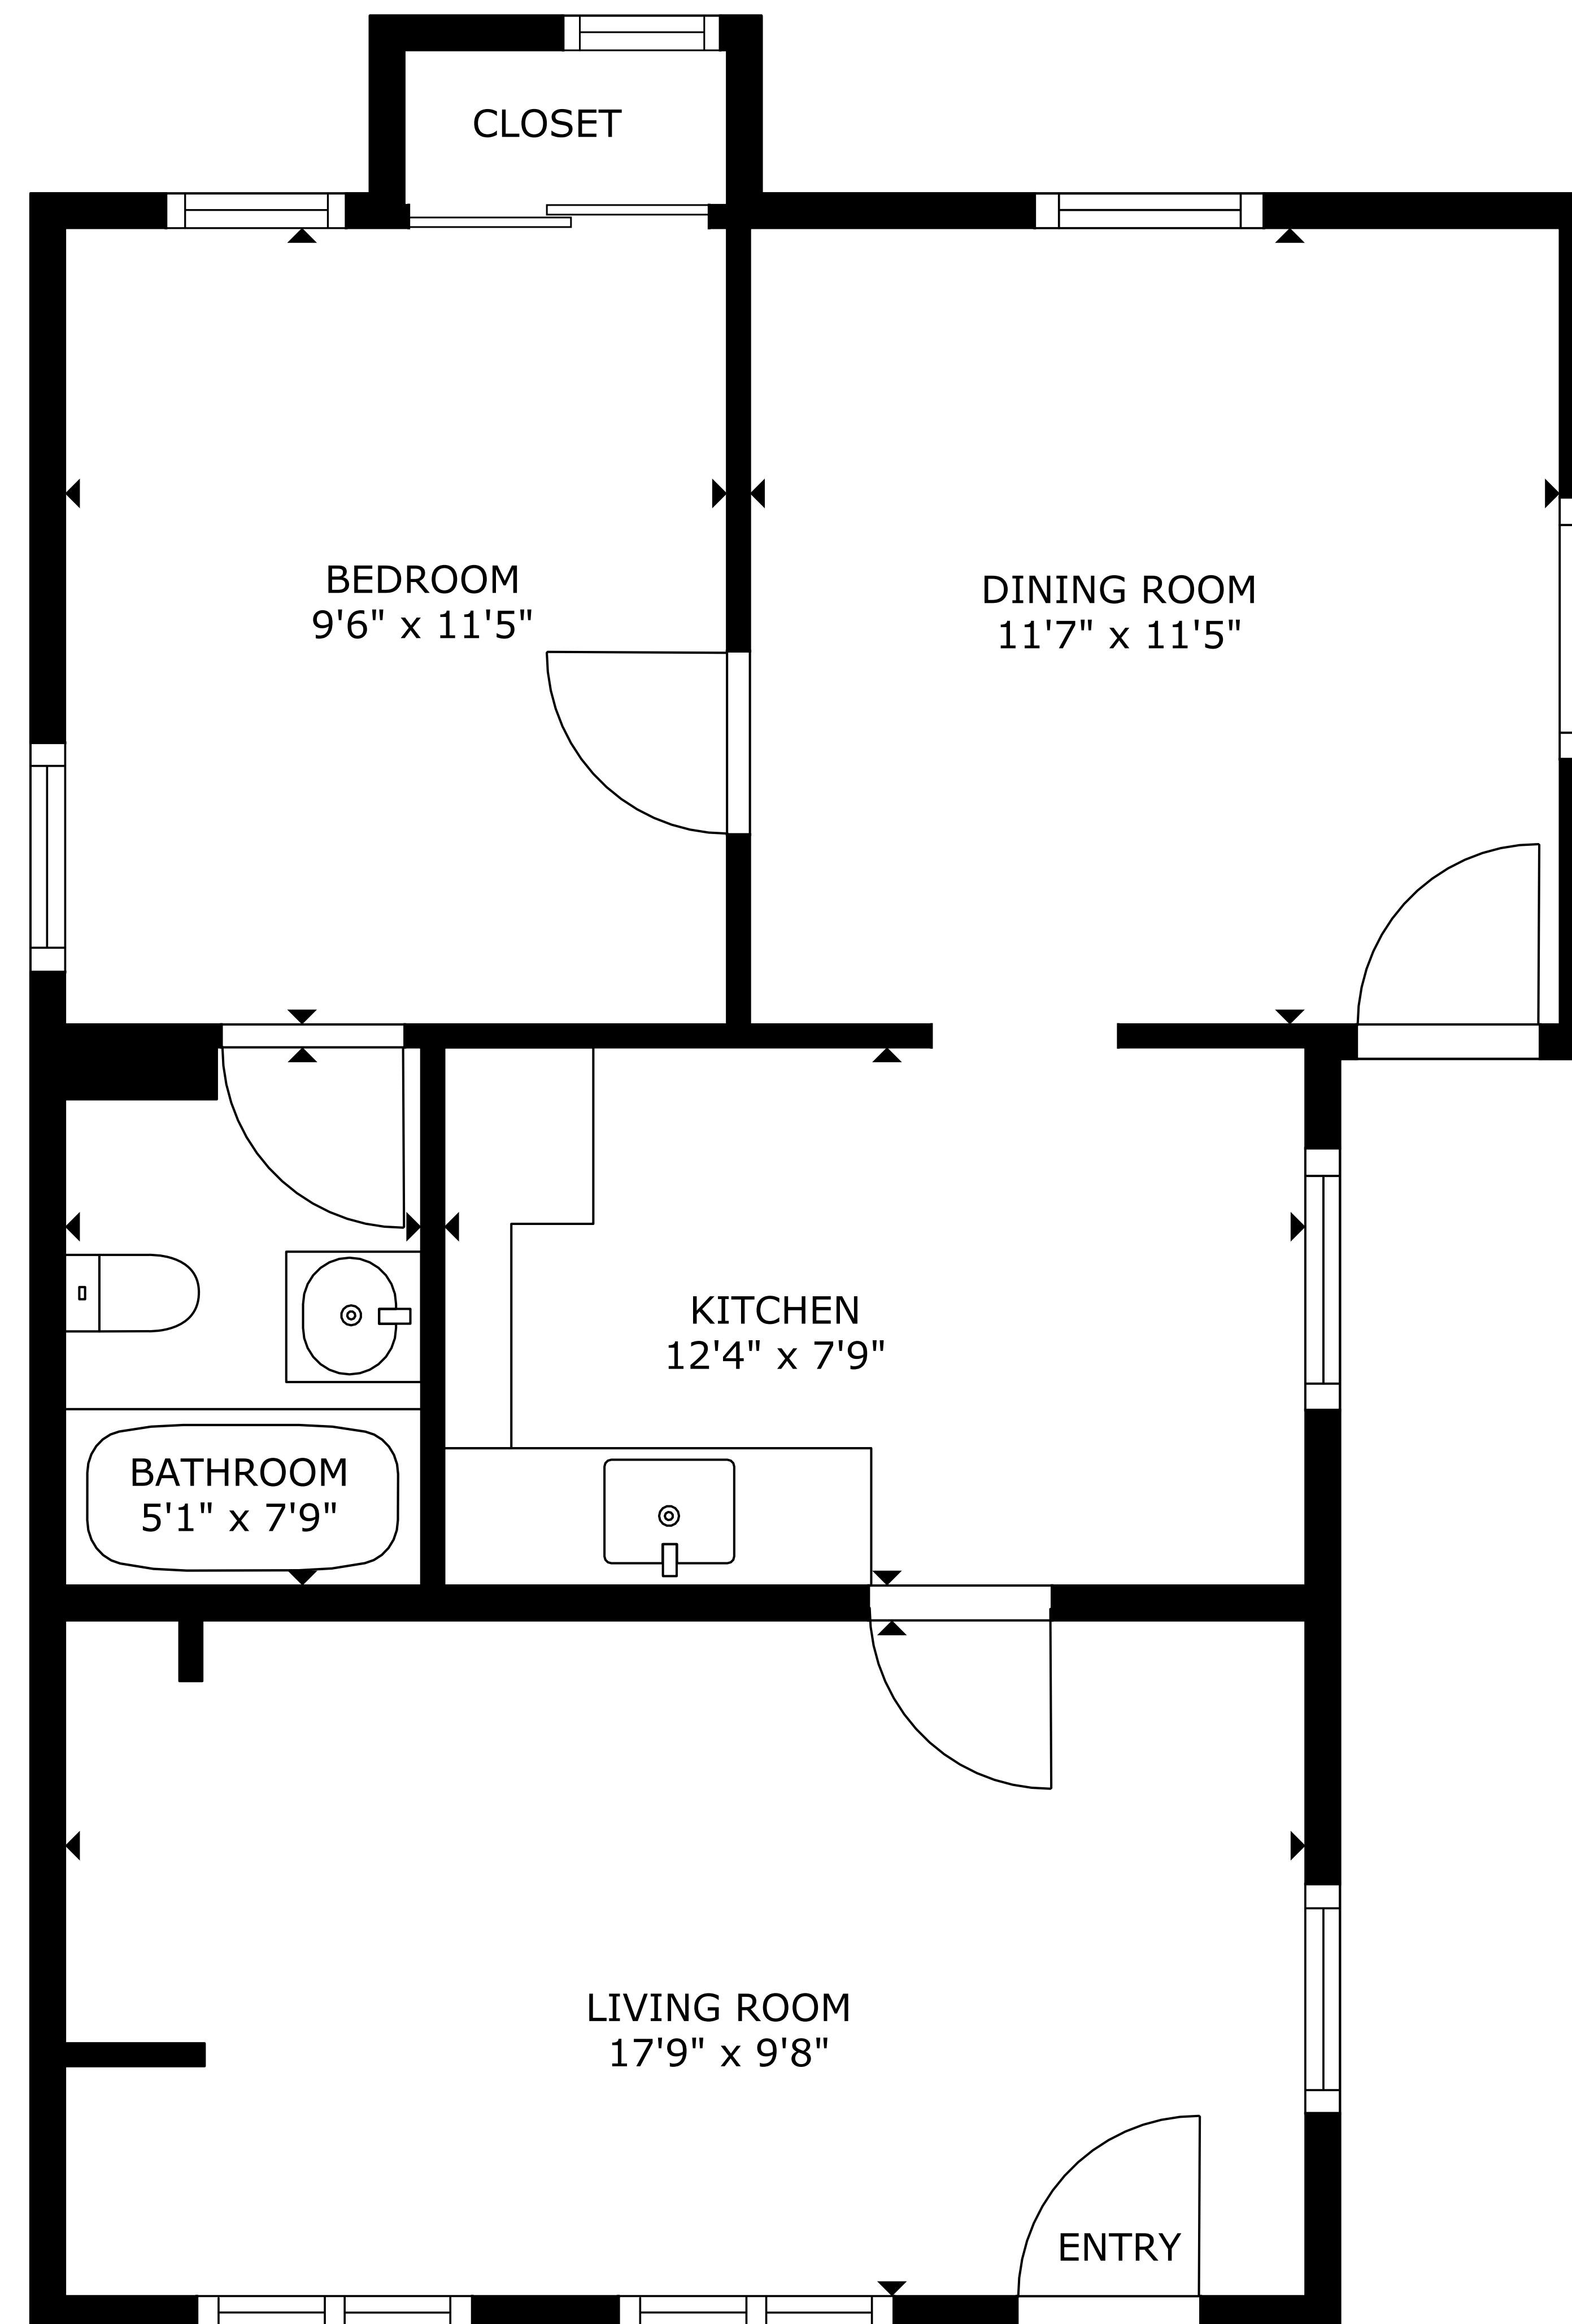 CLOSET
BEDROOM
9'6" x 11'5"
DINING ROOM
11'7" x 11'5"
KITCHEN
12'4" x 7'9"
BATHROOM
5'1" x 7'9"
LIVING ROOM
17'9" x 9'8"
ENTRY